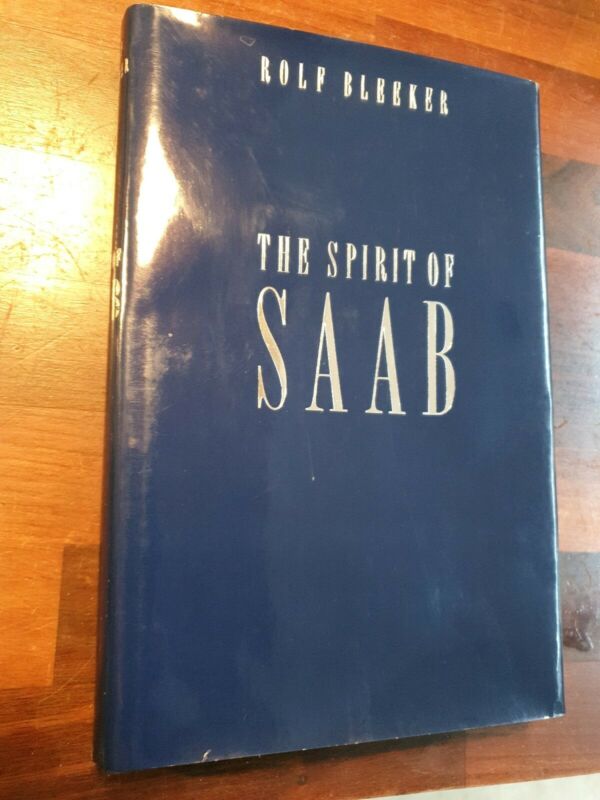 ROLF BLEEKER
THE SPIRIT OF
SAAB